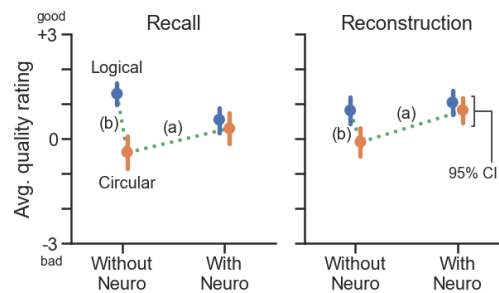 good
+3
Recall
Reconstruction
Avg. quality rating
Logical
(b)
(a)
0
Circular
(a)
(b)
95% CI
-3
bad
Without
Neuro
With
Neuro
Without
Neuro
With
Neuro